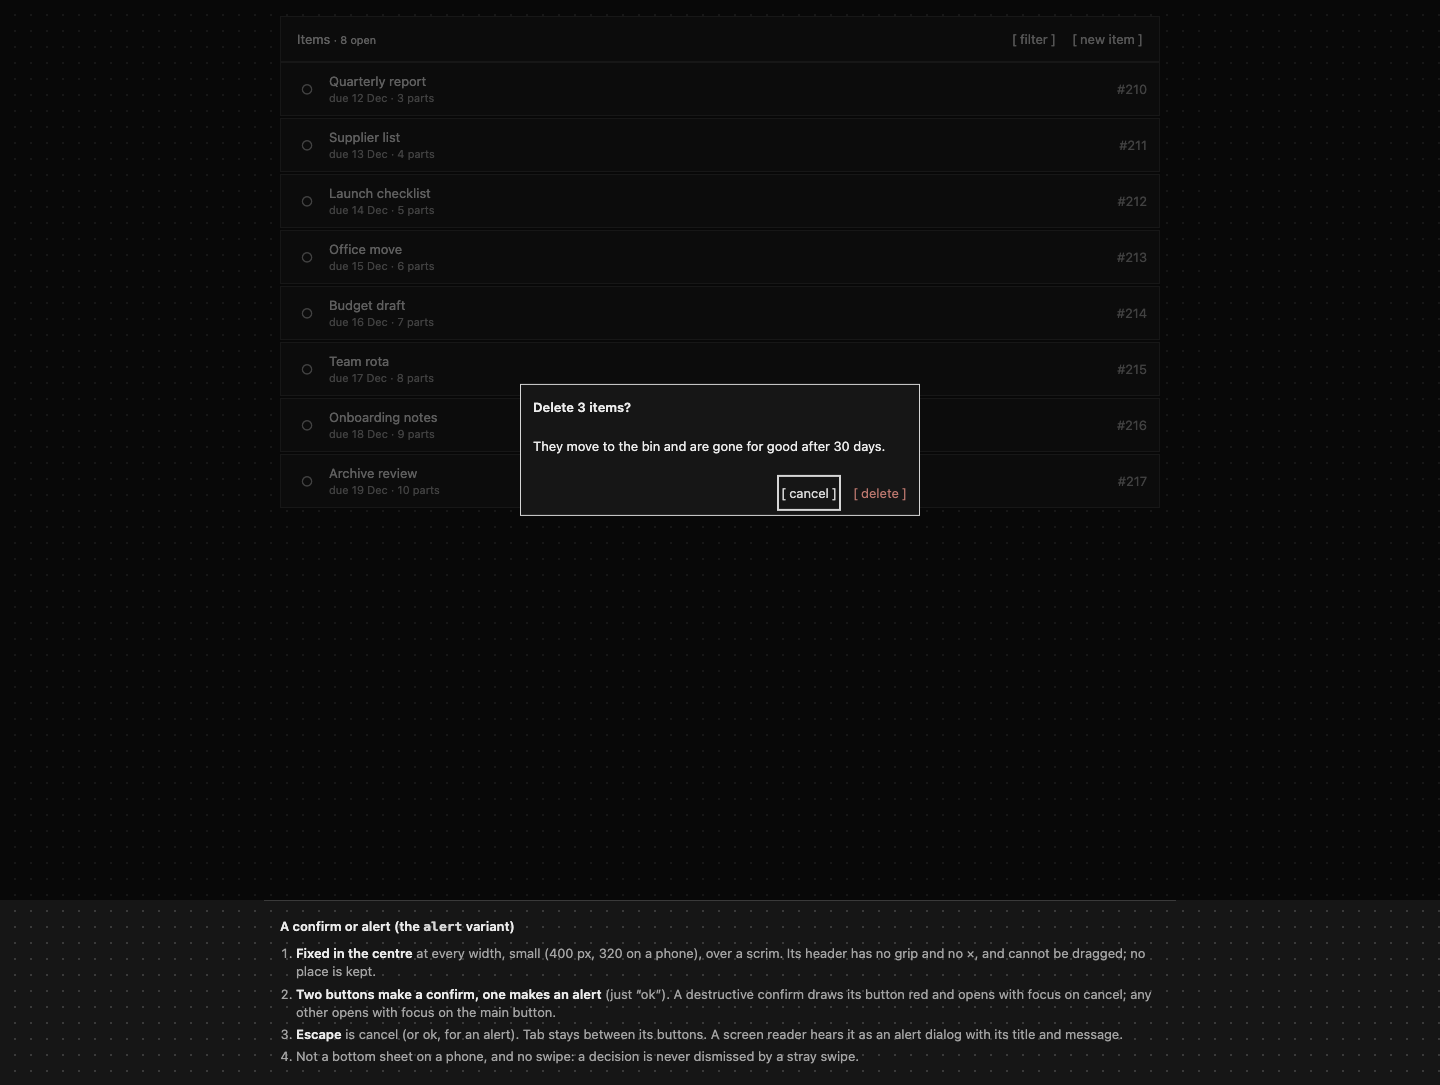 Items · 8 open
[ filter ] [ new item ]
Quarterly report
due 12 Dec · 3 parts
#210
Supplier list
due 13 Dec · 4 parts
#211
Launch checklist
due 14 Dec · 5 parts
#212
Office move
due 15 Dec · 6 parts
#213
Budget draft
due 16 Dec · 7 parts
#214
Team rota
due 17 Dec · 8 parts
#215
Onboarding notes
due 18 Dec · 9 parts
#216
Archive review
due 19 Dec · 10 parts
#217
Delete 3 items?
They move to the bin and are gone for good after 30 days.
[ cancel ] [ delete ]
A confirm or alert (the alert variant)
1. Fixed in the centre at every width, small (400 px, 320 on a phone), over a scrim. Its header has no grip and no ×, and cannot be dragged; no
place is kept.
2. Two buttons make a confirm, one makes an alert (just “ok”). A destructive confirm draws its button red and opens with focus on cancel; any
other opens with focus on the main button.
3. Escape is cancel (or ok, for an alert). Tab stays between its buttons. A screen reader hears it as an alert dialog with its title and message.
4. Not a bottom sheet on a phone, and no swipe: a decision is never dismissed by a stray swipe.